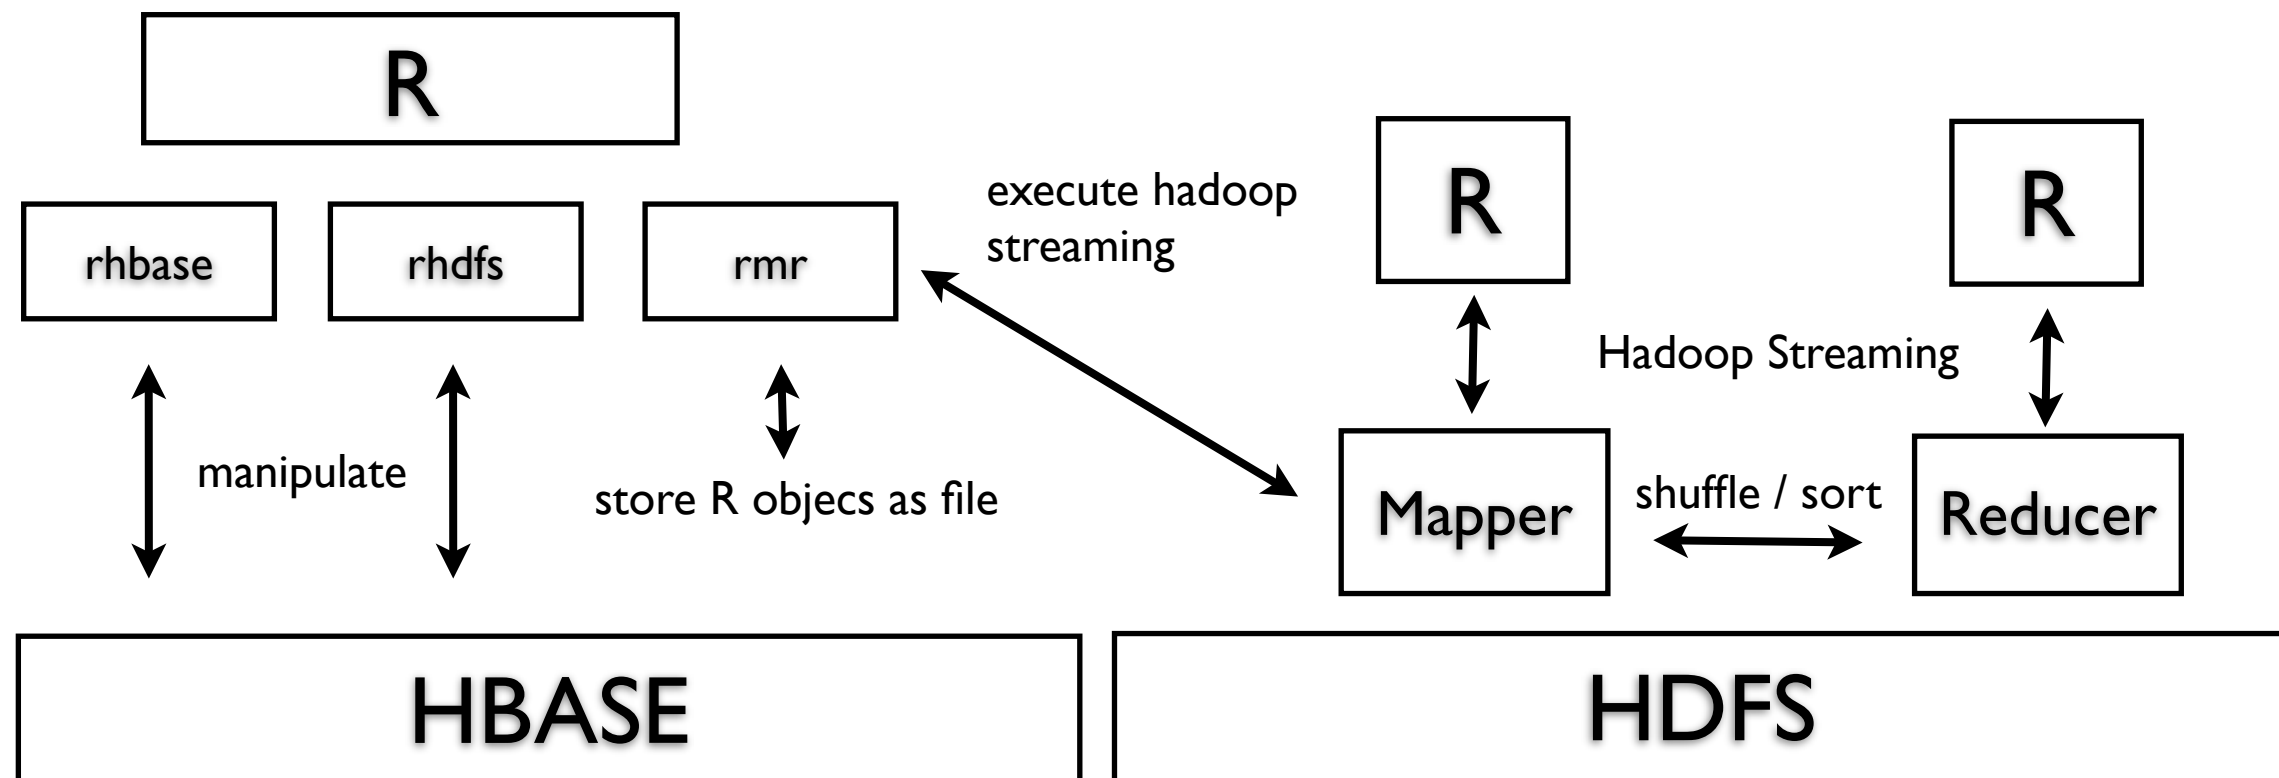 R
rhbase
rhdfs
rmr
manipulate
store R objecs as file
execute hadoop
streaming
R
R
Hadoop Streaming
Mapper
shuffle / sort
Reducer
HBASE
HDFS